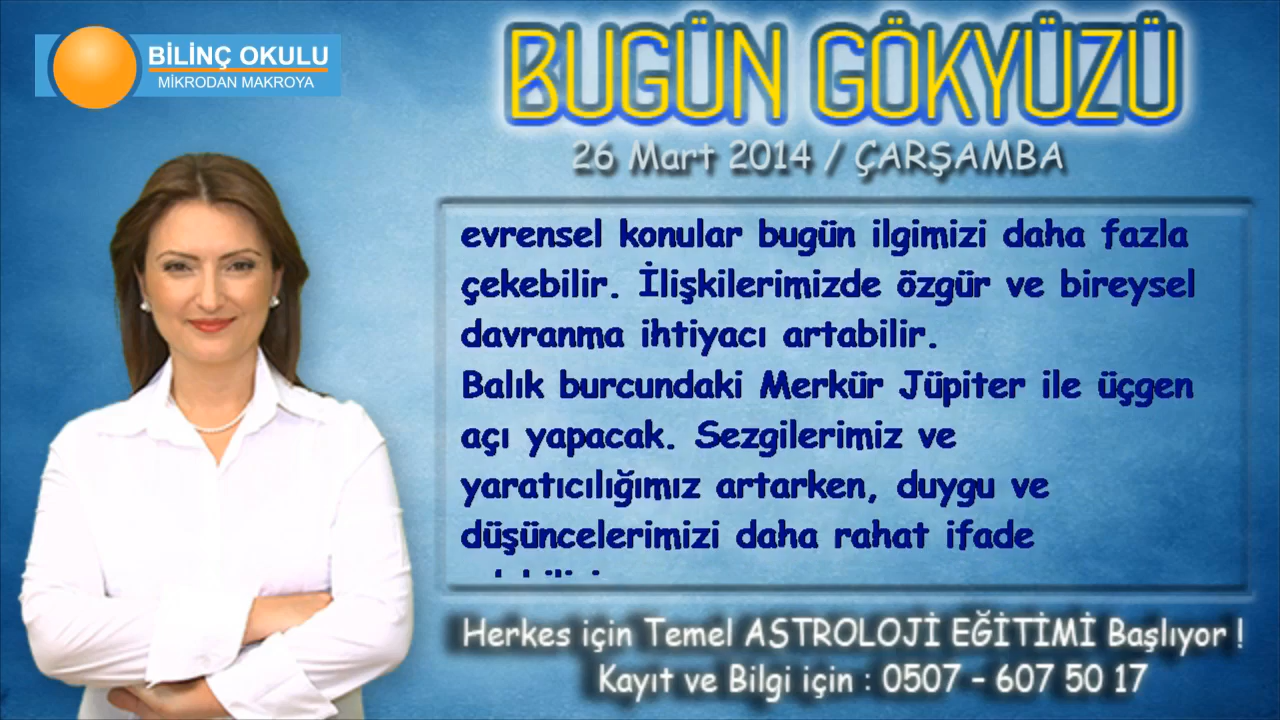 BİLİNÇ OKULU
MİKRODAN MAKROYA
BUGÜN GÖKYÜZÜ
26 Mart 2014 / ÇARŞAMBA
evrensel konular bugün ilgimizi daha fazla
çekebilir. İlişkilerimizde özgür ve bireysel
davranma ihtiyacı artabilir.
Balık burcundaki Merkür Jüpiter ile üçgen
açı yapacak. Sezgilerimiz ve
yaratıcılığımız artarken, duygu ve
düşüncelerimizi daha rahat ifade
Herkes için Temel ASTROLOJİ EĞİTİMİ Başlıyor !
Kayıt ve Bilgi için : 0507 - 607 50 17